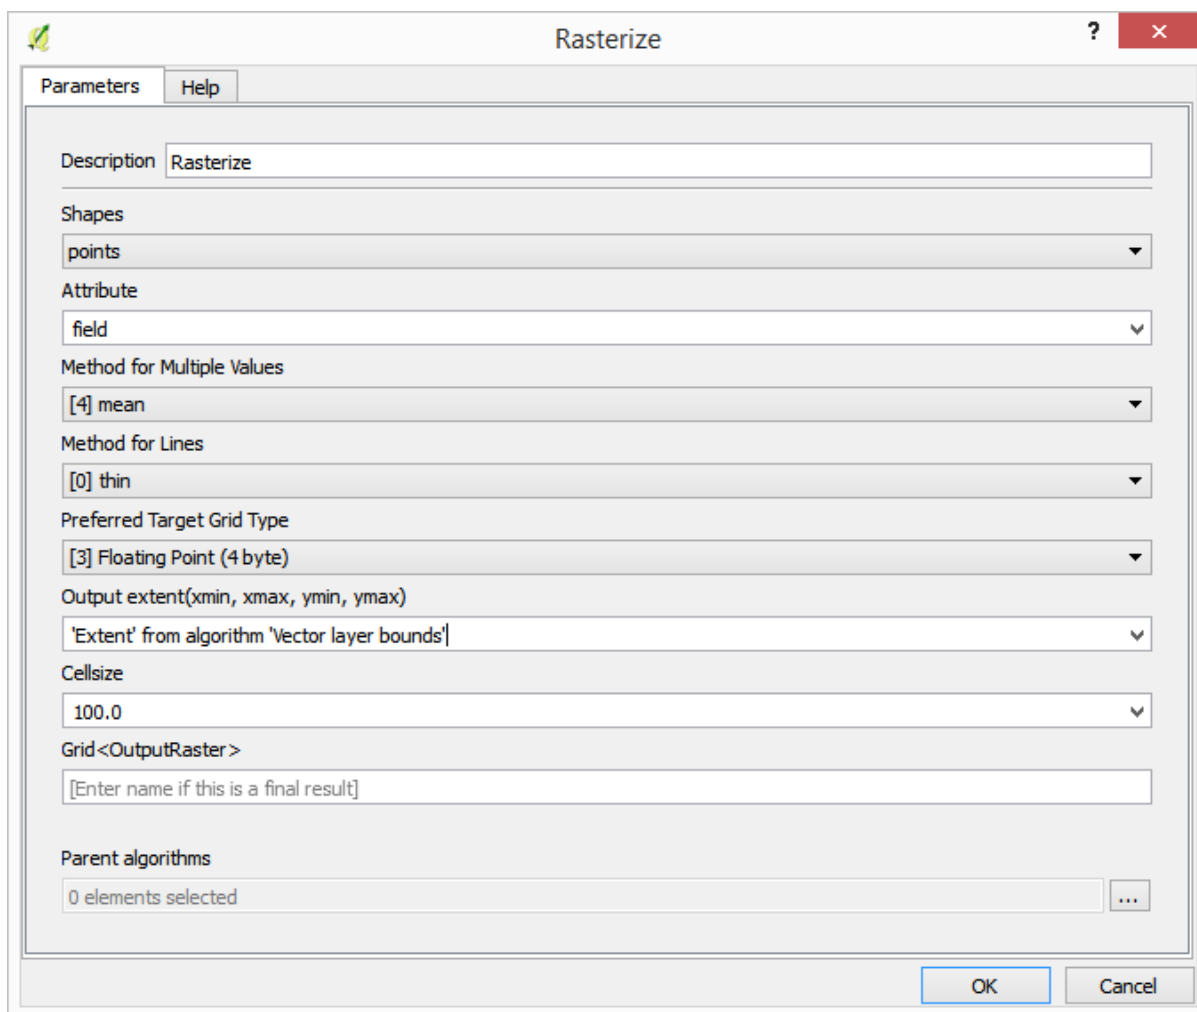 Rasterize
?
Parameters
Help
Description Rasterize
Shapes
points
Attribute
field
Method for Multiple Values
[4] mean
Method for Lines
[0] thin
Preferred Target Grid Type
[3] Floating Point (4 byte)
Output extent(xmin, xmax, ymin, ymax)
'Extent' from algorithm 'Vector layer bounds'
Cellsize
100.0
Grid<OutputRaster>
[Enter name if this is a final result]
Parent algorithms
0 elements selected
...
OK
Cancel